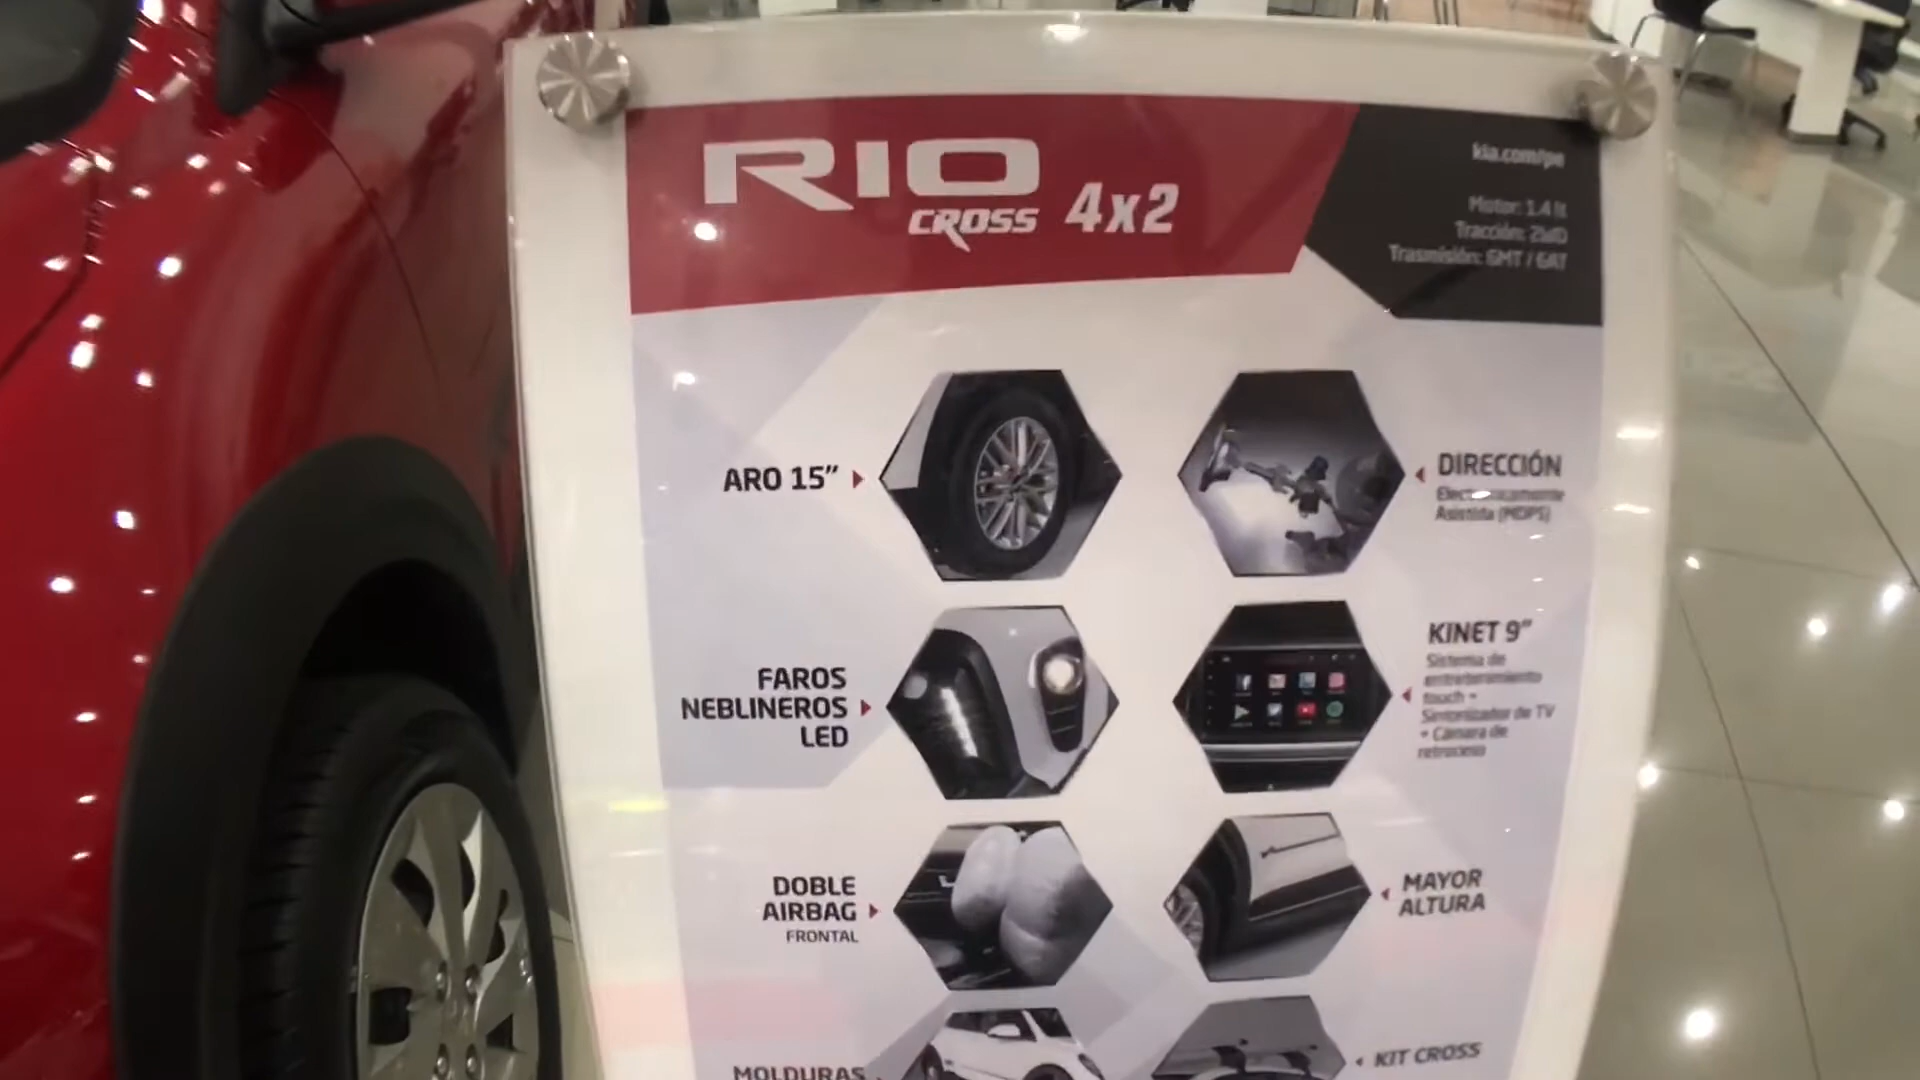 RIO
CROSS 4x2
kia.com/pe
Motor: 1.4 lt
Tracción: 2WD
Trasmisión: 6MT / 6AT
ARO 15”
DIRECCIÓN
Electrónicamente
Asistida (MDPS)
FAROS
NEBLINEROS
LED
KINET 9”
Sistema de
entretenimiento
touch +
Sintonizador de TV
+ Cámara de
retroceso
DOBLE
AIRBAG
FRONTAL
MAYOR
ALTURA
MOLDURAS
KIT CROSS